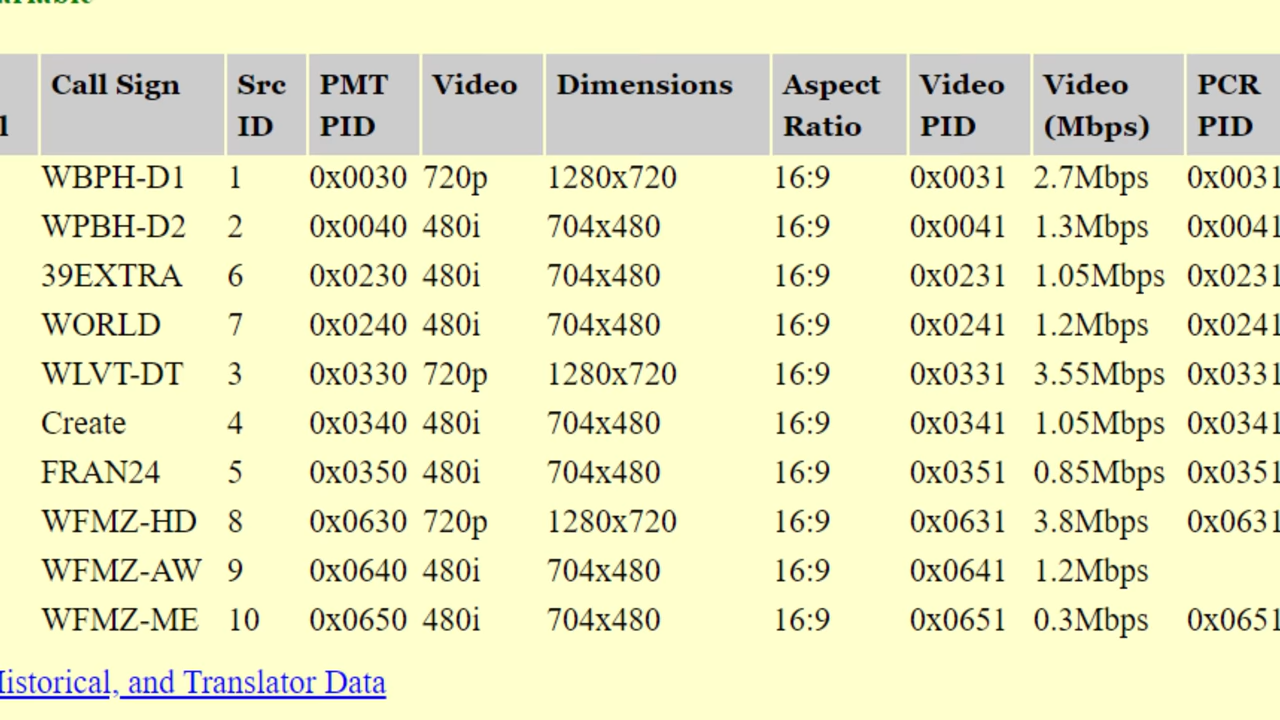 Call Sign Src ID PMT PID Video Dimensions Aspect Ratio Video PID Video (Mbps) PCR PID
WBPH-D1 1 0x0030 720p 1280x720 16:9 0x0031 2.7Mbps 0x0031
WPBH-D2 2 0x0040 480i 704x480 16:9 0x0041 1.3Mbps 0x0041
39EXTRA 6 0x0230 480i 704x480 16:9 0x0231 1.05Mbps 0x0231
WORLD 7 0x0240 480i 704x480 16:9 0x0241 1.2Mbps 0x0241
WLVT-DT 3 0x0330 720p 1280x720 16:9 0x0331 3.55Mbps 0x0331
Create 4 0x0340 480i 704x480 16:9 0x0341 1.05Mbps 0x0341
FRAN24 5 0x0350 480i 704x480 16:9 0x0351 0.85Mbps 0x0351
WFMZ-HD 8 0x0630 720p 1280x720 16:9 0x0631 3.8Mbps 0x0631
WFMZ-AW 9 0x0640 480i 704x480 16:9 0x0641 1.2Mbps
WFMZ-ME 10 0x0650 480i 704x480 16:9 0x0651 0.3Mbps 0x0651
Historical, and Translator Data